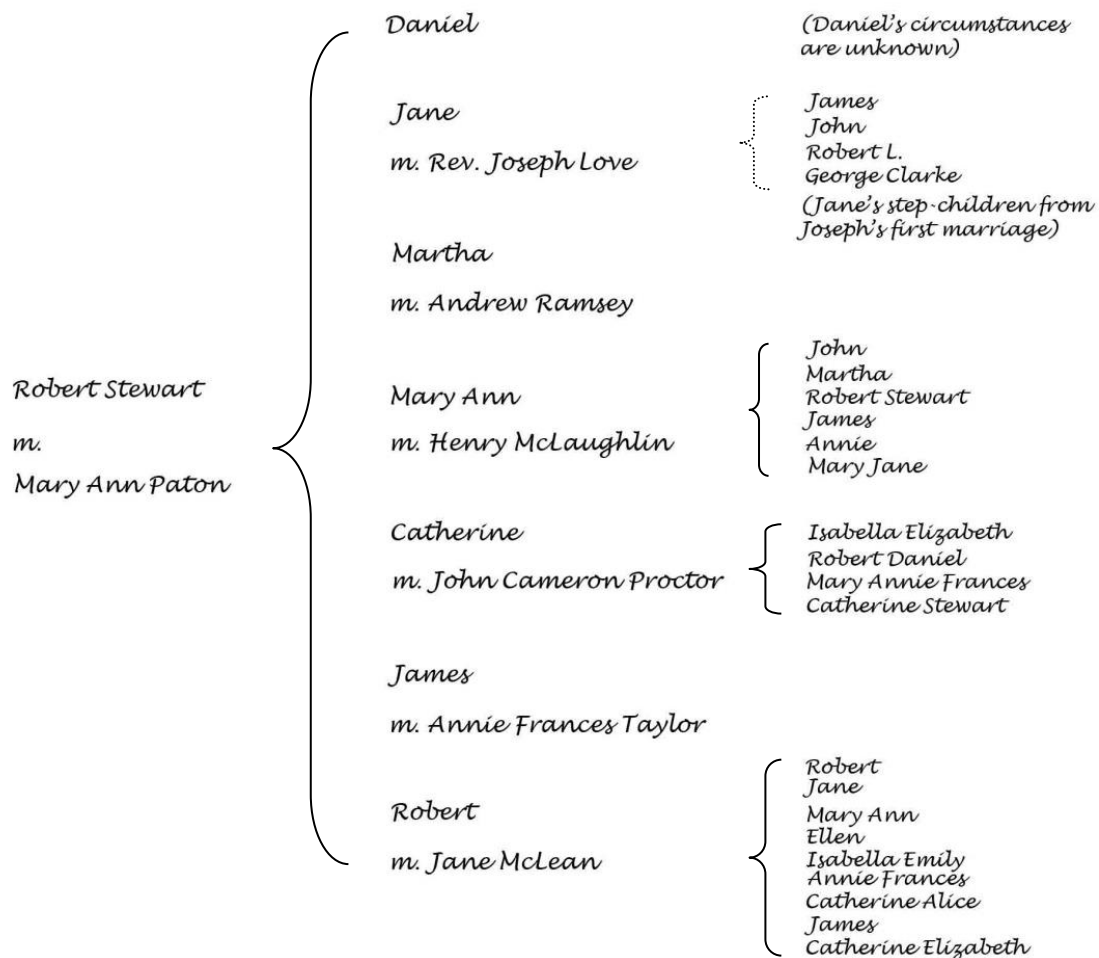 Robert Stewart
m.
Mary Ann Paton
Daniel
(Daniel's circumstances
are unknown)
Jane
m. Rev. Joseph Love
James
John
Robert L.
George Clarke
(Jane's step-children from
Joseph's first marriage)
Martha
m. Andrew Ramsey
Mary Ann
m. Henry McLaughlin
John
Martha
Robert Stewart
James
Annie
Mary Jane
Catherine
m. John Cameron Proctor
Isabella Elizabeth
Robert Daniel
Mary Annie Frances
Catherine Stewart
James
m. Annie Frances Taylor
Robert
m. Jane McLean
Robert
Jane
Mary Ann
Ellen
Isabella Emily
Annie Frances
Catherine Alice
James
Catherine Elizabeth